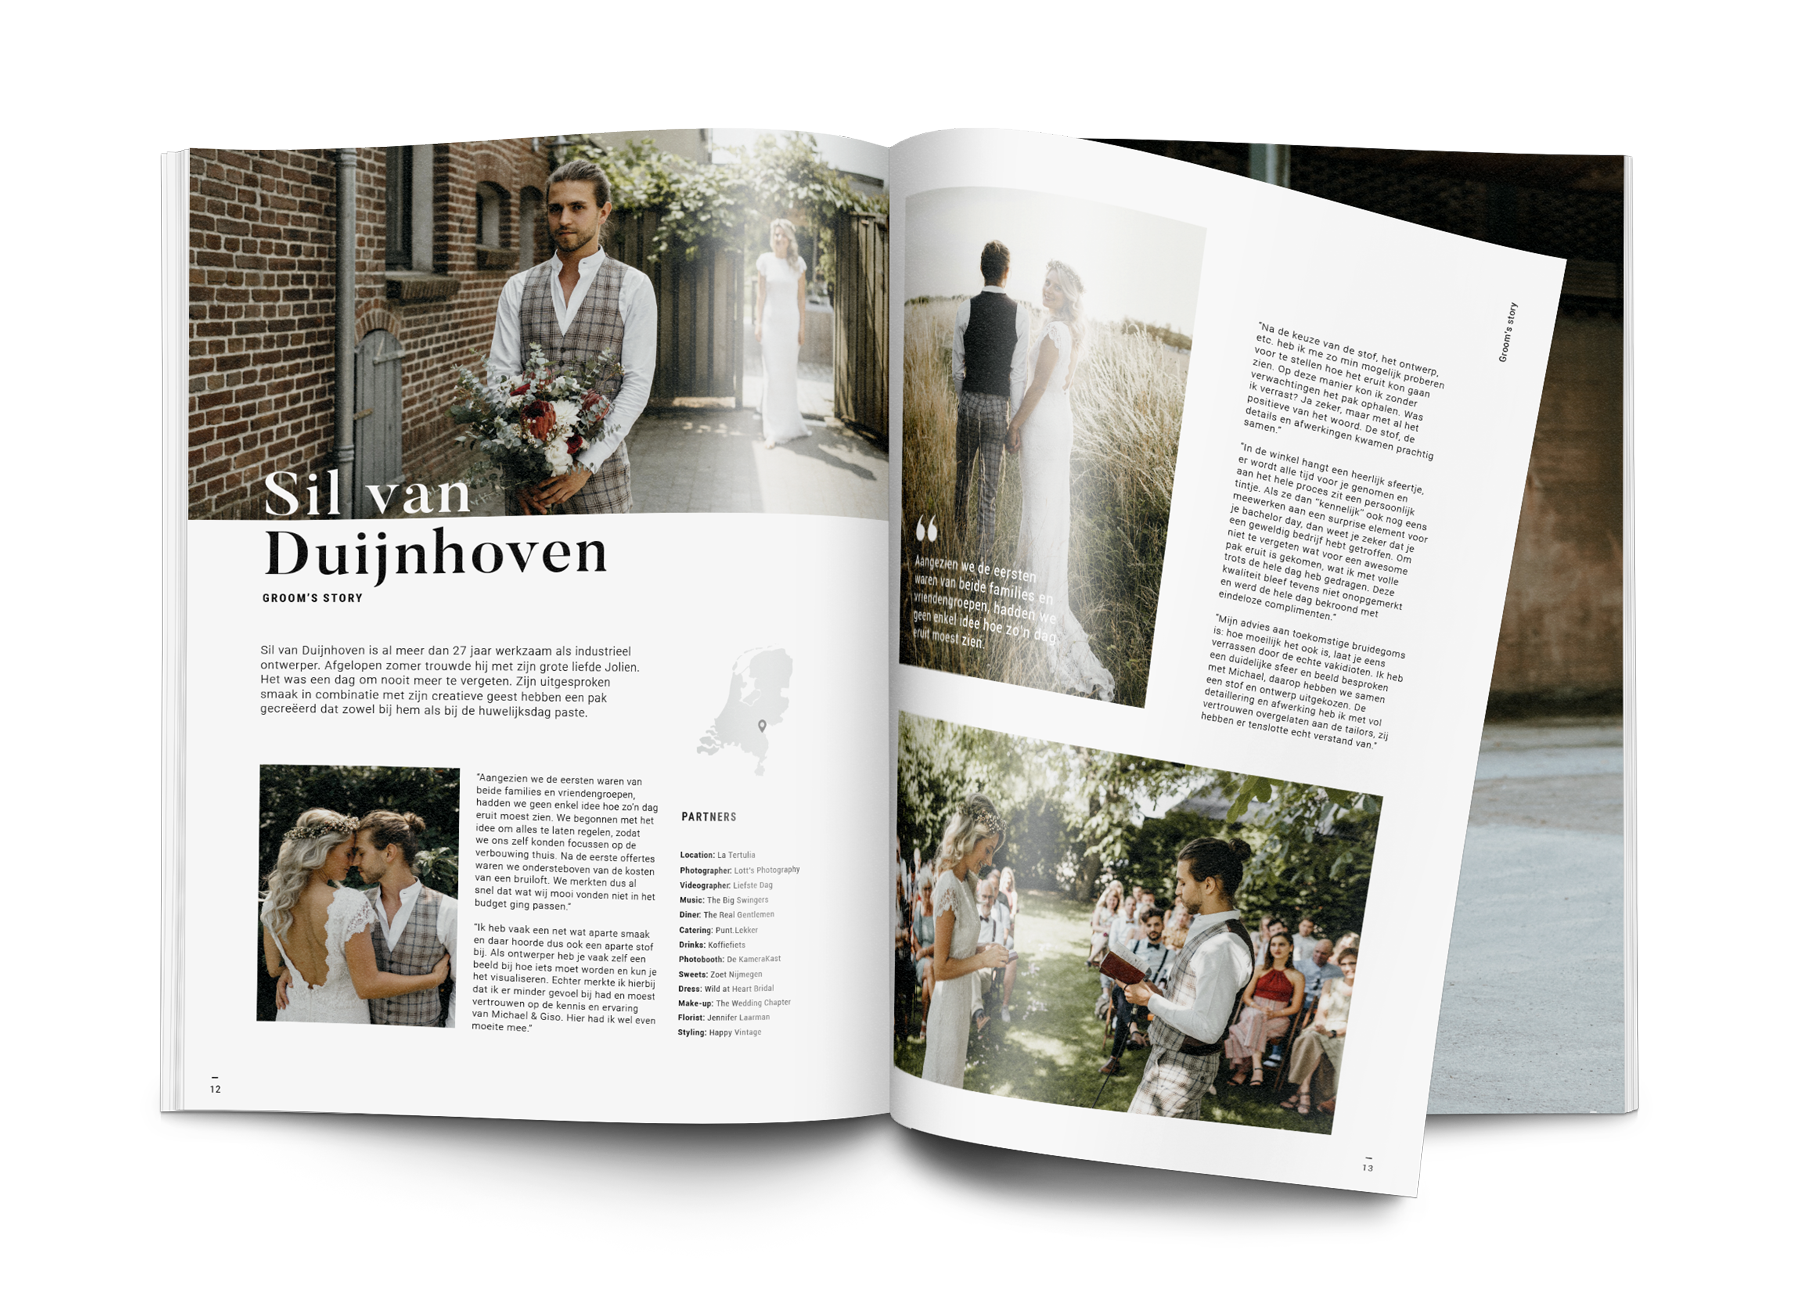 Sil van
Duijnhoven
GROOM'S STORY
Sil van Duijnhoven is al meer dan 27 jaar werkzaam als industrieel
ontwerper. Afgelopen zomer trouwde hij met zijn grote liefde Jolien.
Het was een dag om nooit meer te vergeten. Zijn uitgesproken
smaak in combinatie met zijn creatieve geest hebben een pak
gecreëerd dat zowel bij hem als bij de huwelijksdag paste.
"Aangezien we de eersten waren van
beide families en vriendengroepen,
hadden we geen enkel idee hoe zo'n dag
eruit moest zien. We begonnen met het
idee om alles te laten regelen, zodat
we ons zelf konden focussen op de
verbouwing thuis. Na de eerste offertes
waren we ondersteboven van de kosten
van een bruiloft. We merkten dus al
snel dat wat wij mooi vonden niet in het
budget ging passen."
"Ik heb vaak een net wat aparte smaak
en daar hoorde dus ook een aparte stof
bij. Als ontwerper heb je vaak zelf een
beeld bij hoe iets moet worden en kun je
het visualiseren. Echter merkte ik hierbij
dat ik er minder gevoel bij had en moest
vertrouwen op de kennis en ervaring
van Michael & Giso. Hier had ik wel even
moeite mee."
PARTNERS
Location: La Tertulia
Photographer: Lott's Photography
Videographer: Liefste Dag
Music: The Big Swingers
Diner: The Real Gentlemen
Catering: Punt.Lekker
Drinks: Koffiefiets
Photobooth: De KameraKast
Sweets: Zoet Nijmegen
Dress: Wild at Heart Bridal
Make-up: The Wedding Chapter
Florist: Jennifer Laarman
Styling: Happy Vintage
12
“
Aangezien we de eersten
waren van beide families en
vriendengroepen, hadden we
geen enkel idee hoe zo'n dag
eruit moest zien.
Groom's story
"Na de keuze van de stof, het ontwerp,
etc. heb ik me zo min mogelijk proberen
voor te stellen hoe het eruit kon gaan
zien. Op deze manier kon ik zonder
verwachtingen het pak ophalen. Was
ik verrast? Ja zeker, maar met al het
positieve van het woord. De stof, de
details en afwerkingen kwamen prachtig
samen."
"In de winkel hangt een heerlijk sfeertje,
er wordt alle tijd voor je genomen en
aan het hele proces zit een persoonlijk
tintje. Als ze dan "kennelijk" ook nog eens
meewerken aan een surprise element voor
je bachelor day, dan weet je zeker dat je
een geweldig bedrijf hebt getroffen. Om
niet te vergeten wat voor een awesome
pak eruit is gekomen, wat ik met volle
trots de hele dag heb gedragen. Deze
kwaliteit bleef tevens niet onopgemerkt
en werd de hele dag bekroond met
eindeloze complimenten."
"Mijn advies aan toekomstige bruidegoms
is: hoe moeilijk het ook is, laat je eens
verrassen door de echte vakidioten. Ik heb
een duidelijke sfeer en beeld besproken
met Michael, daarop hebben we samen
een stof en ontwerp uitgekozen. De
detaillering en afwerking heb ik met vol
vertrouwen overgelaten aan de tailors, zij
hebben er tenslotte echt verstand van."
13